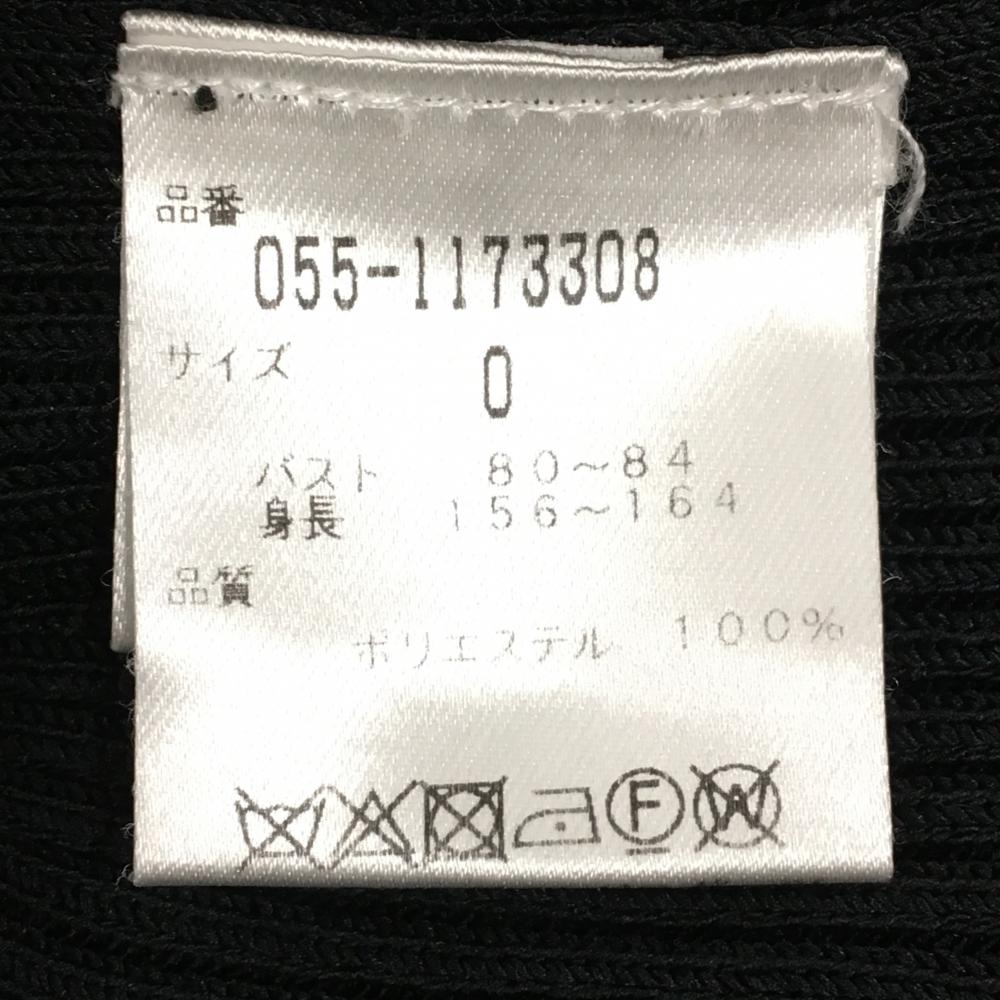 品番
055-1173308
サイズ 0
バスト 80~84
身長 156~164
品質
ポリエステル 100%
F W